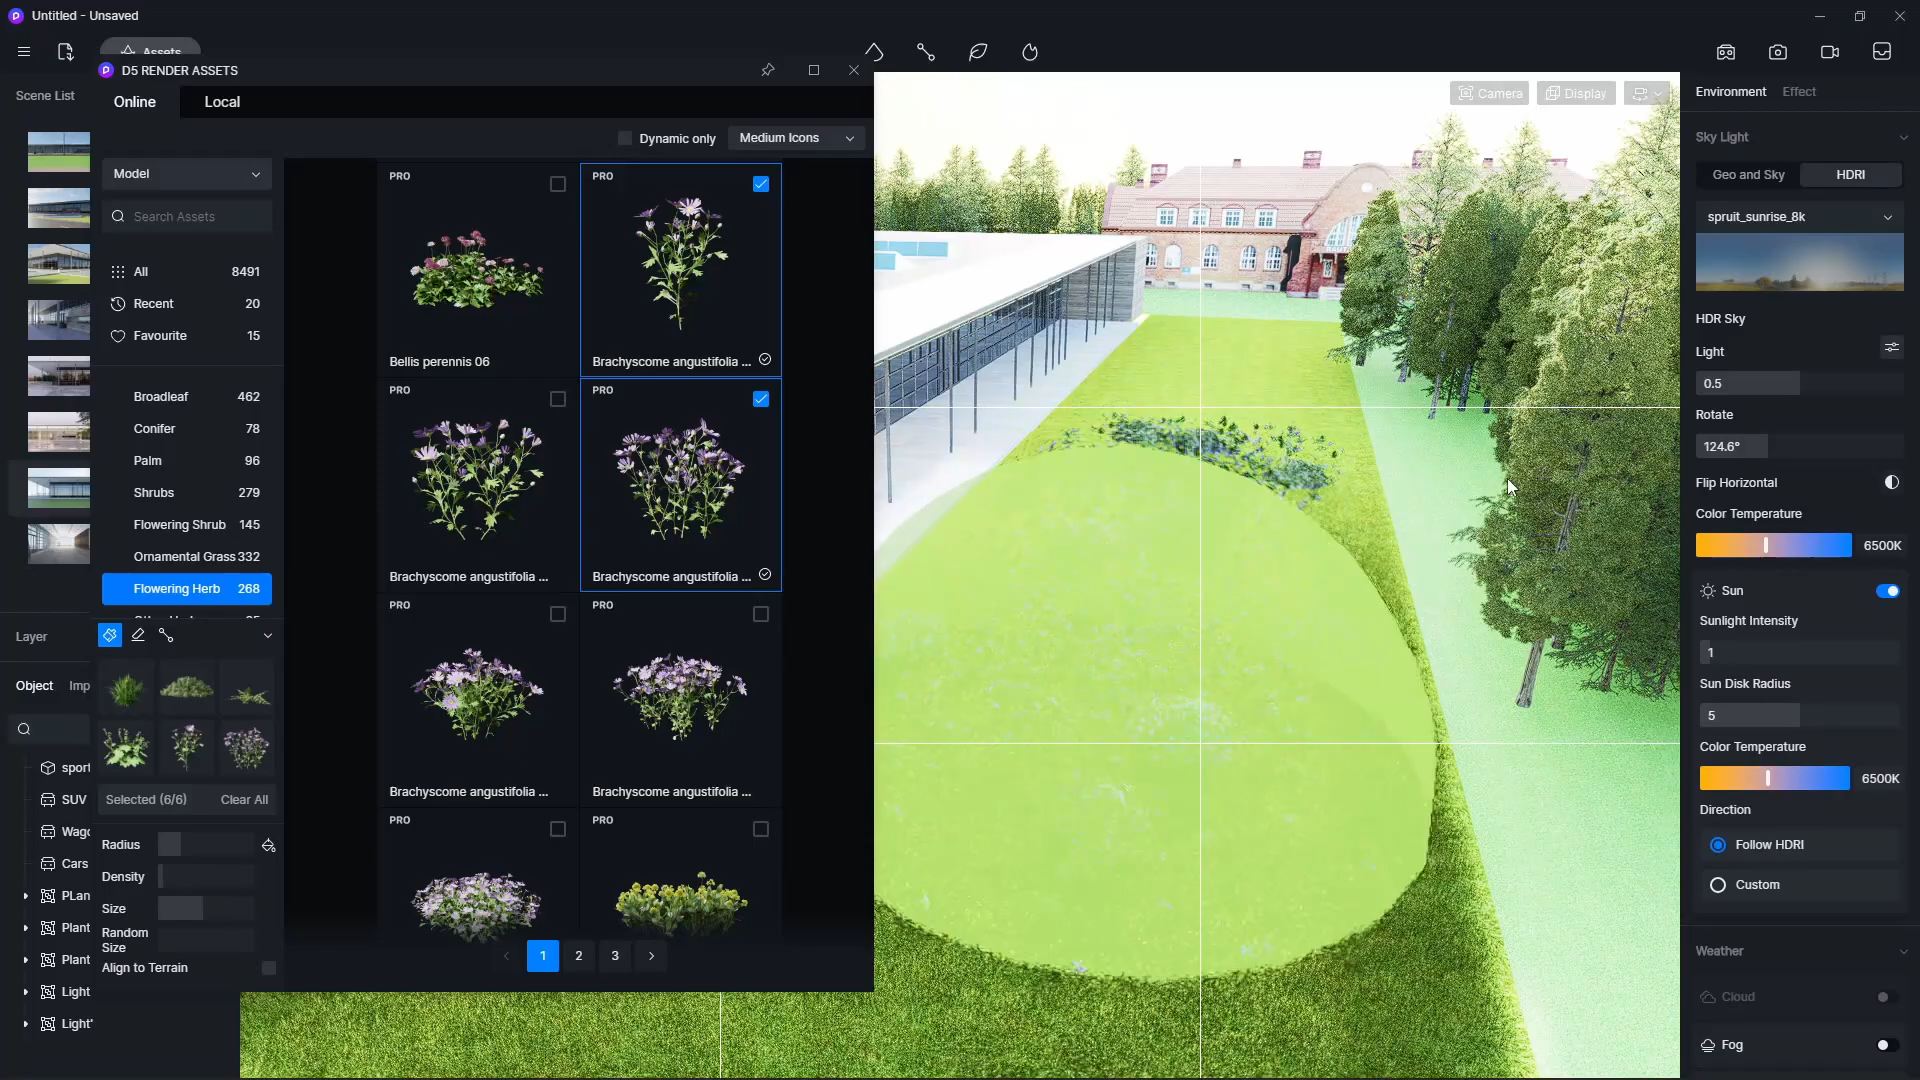 Untitled - Unsaved
Assets
D5 RENDER ASSETS
Scene List
Online
Local
Camera
Display
Environment
Effect
Dynamic only
Medium Icons
Sky Light
Model
Geo and Sky
HDRI
PRO
PRO
Search Assets
spruit_sunrise_8k
All 8491
Recent 20
HDR Sky
Favourite 15
Light
Bellis perennis 06
Brachyscome angustifolia ...
0.5
PRO
PRO
Broadleaf 462
Rotate
Conifer 78
124.6°
Palm 96
Flip Horizontal
Shrubs 279
Color Temperature
Flowering Shrub 145
6500K
Ornamental Grass 332
Brachyscome angustifolia ...
Brachyscome angustifolia ...
Flowering Herb 268
Sun
PRO
PRO
Sunlight Intensity
Layer
1
Object
Imp
Sun Disk Radius
5
Color Temperature
sport
6500K
Selected (6/6)
Clear All
Brachyscome angustifolia ...
Brachyscome angustifolia ...
SUV
Direction
PRO
PRO
Wago
Radius
Follow HDRI
Cars
Density
Custom
PLan
Size
Plant
Random
Size
Weather
1
2
3
Plant
Align to Terrain
Light
Cloud
Light
Fog